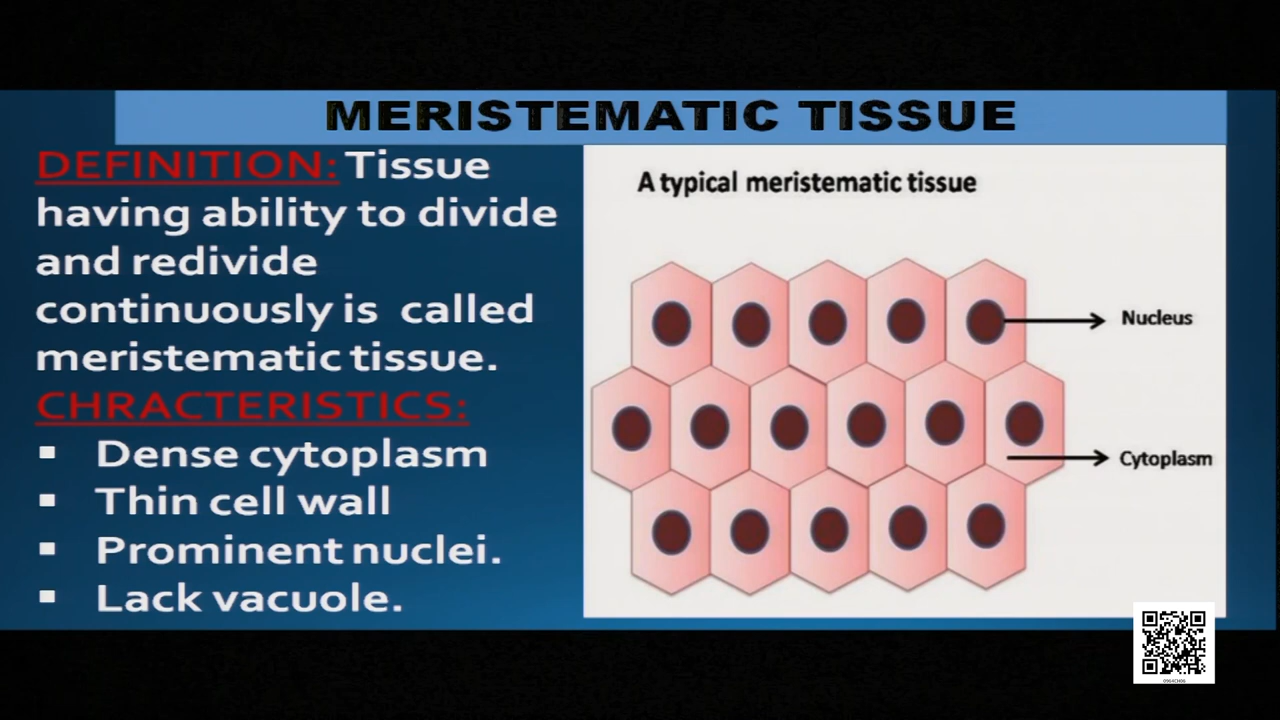 MERISTEMATIC TISSUE
DEFINITION: Tissue
having ability to divide
and redivide
continuously is called
meristematic tissue.
CHRACTERISTICS:
▪ Dense cytoplasm
▪ Thin cell wall
▪ Prominent nuclei.
▪ Lack vacuole.
A typical meristematic tissue
Nucleus
Cytoplasm